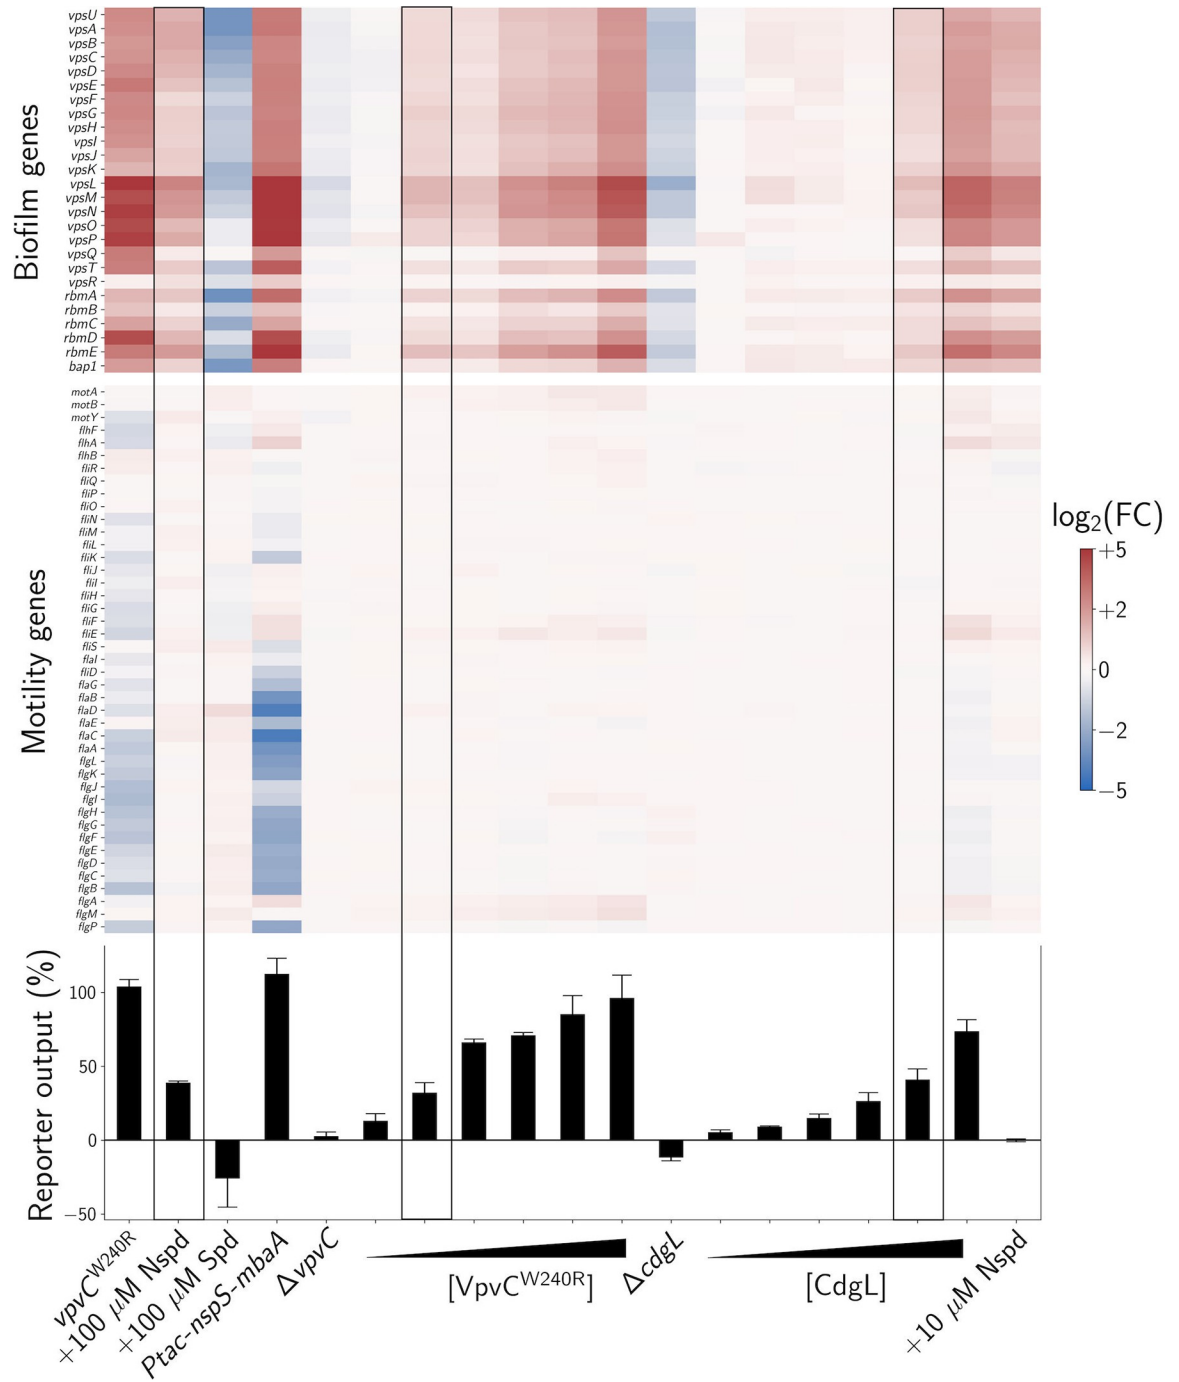 Biofilm genes
vpsU
vpsA
vpsB
vpsC
vpsD
vpsE
vpsF
vpsG
vpsH
vpsI
vpsJ
vpsK
vpsL
vpsM
vpsN
vpsO
vpsP
vpsQ
vpsT
vpsR
rbmA
rbmB
rbmC
rbmD
rbmE
bap1
Motility genes
motA
motB
motY
flhF
flhA
flhB
fliR
fliQ
fliP
fliO
fliN
fliM
fliL
fliK
fliJ
fliI
fliH
fliG
fliF
fliE
fliS
flaI
fliD
flaG
flaB
flaD
flaE
flaC
flaA
flgL
flgK
flgJ
flgI
flgH
flgG
flgF
flgE
flgD
flgC
flgB
flgA
flgM
flgP
log₂(FC)
+5
+2
0
−2
−5
Reporter output (%)
100
50
0
−50
vpvC^W240R
+100 μM Nspd
+100 μM Spd
Ptac-nspS-mbaA
ΔvpvC
[VpvC^W240R]
ΔcdgL
[CdgL]
+10 μM Nspd